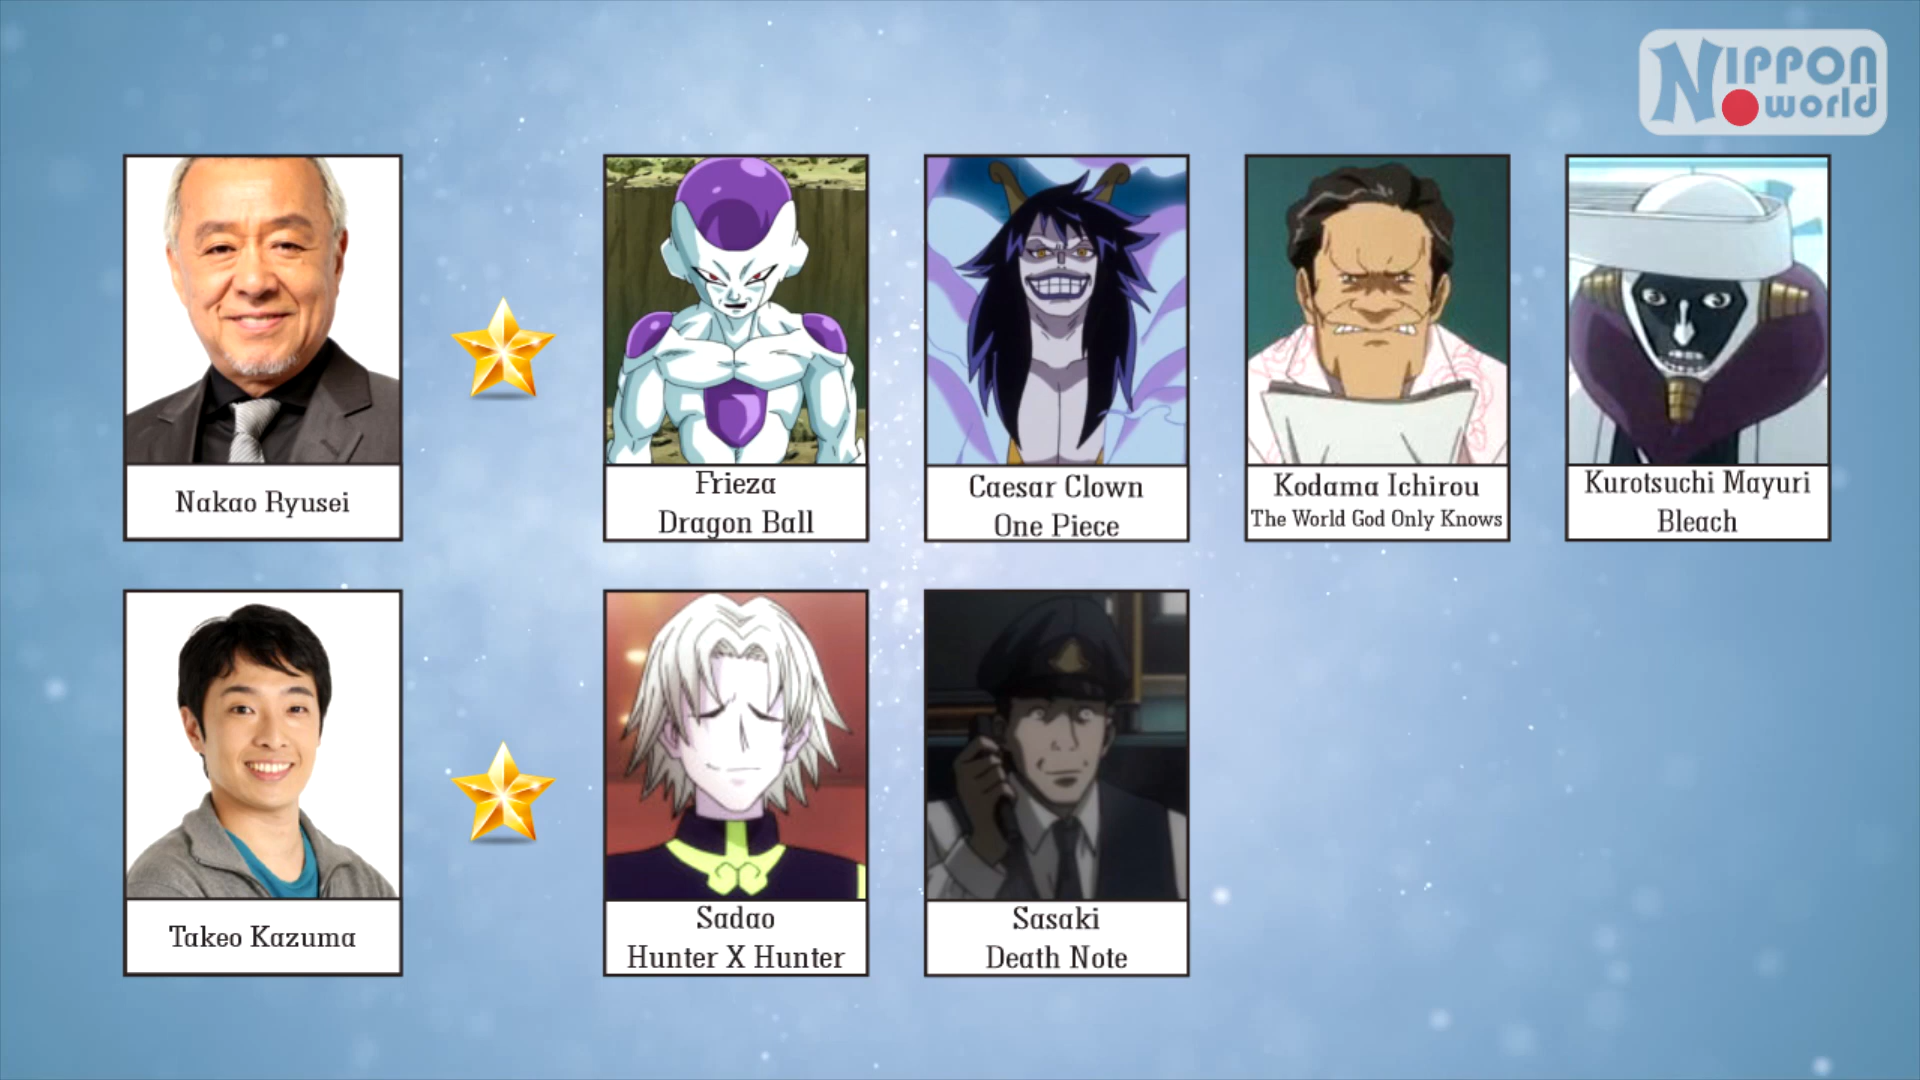 NIPPON
world
Nakao Ryusei
Frieza
Dragon Ball
Caesar Clown
One Piece
Kodama Ichirou
The World God Only Knows
Kurotsuchi Mayuri
Bleach
Takeo Kazuma
Sadao
Hunter X Hunter
Sasaki
Death Note